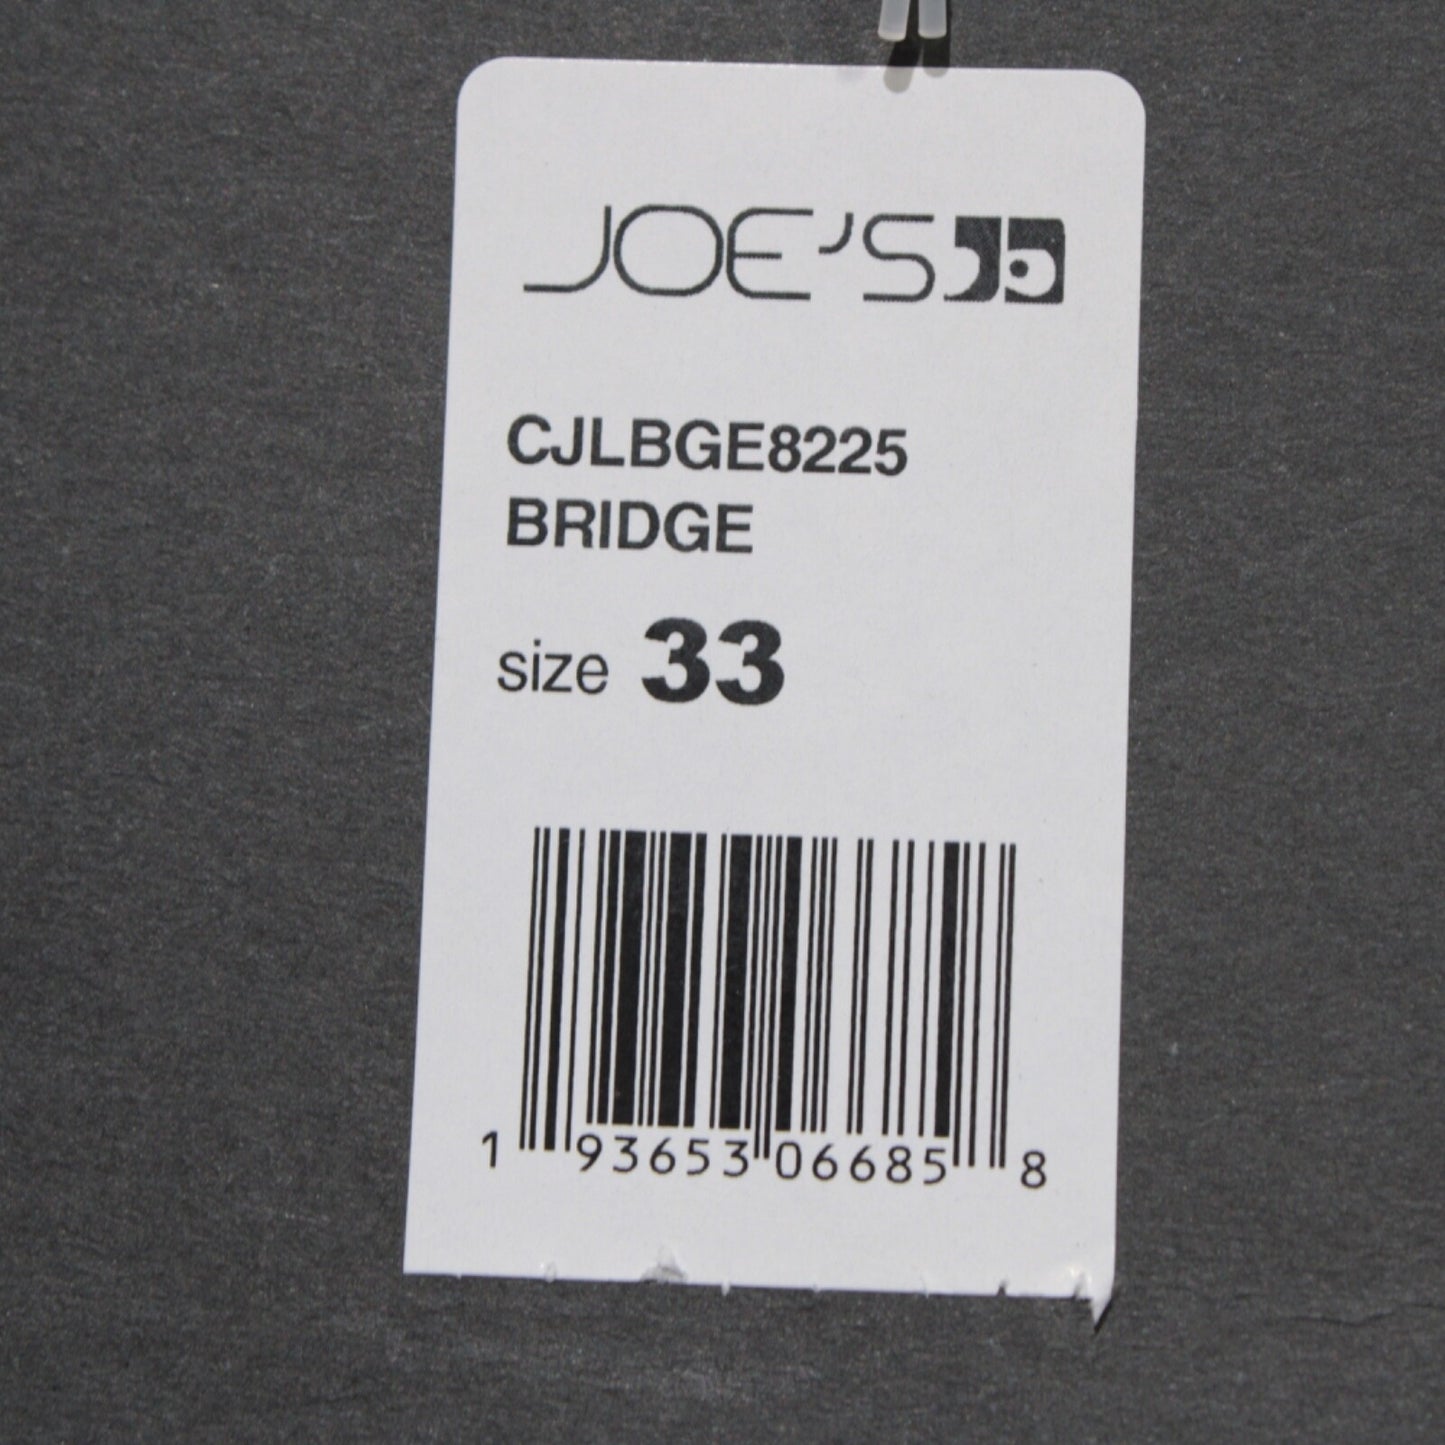 JOE'S
CJLBGE8225
BRIDGE
size 33
1 93653 06685 8